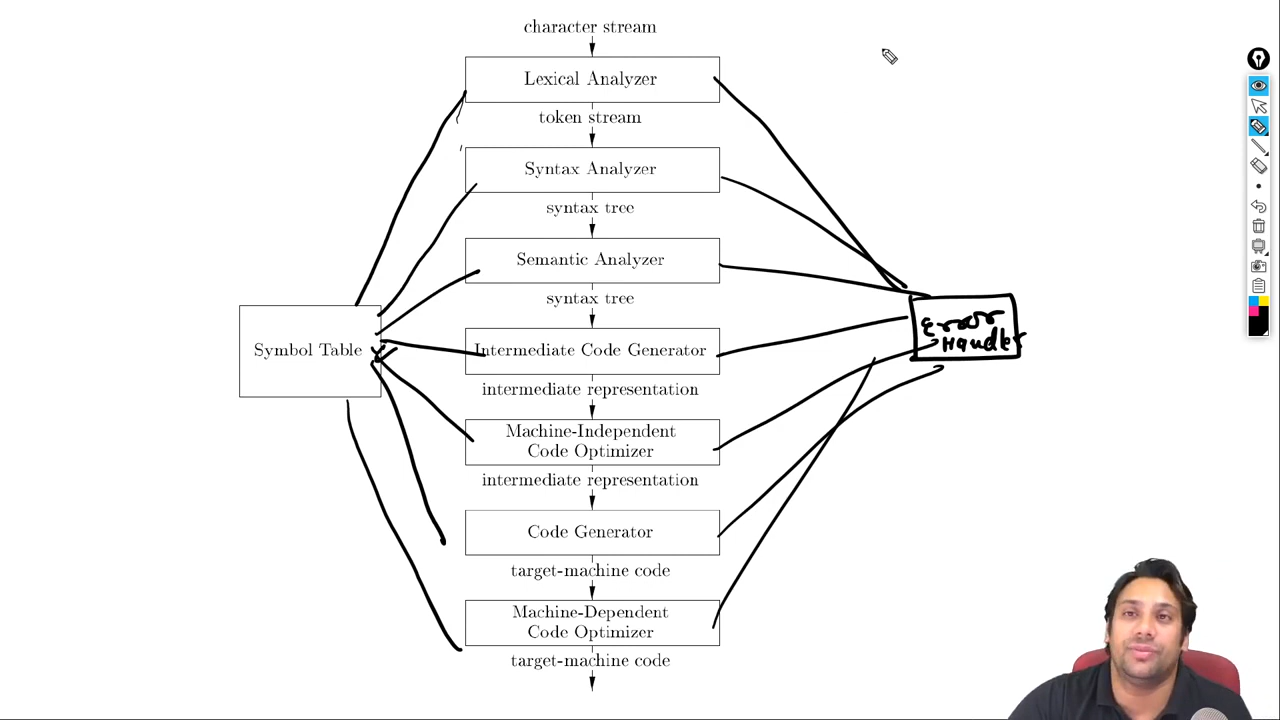 character stream
Lexical Analyzer
token stream
Syntax Analyzer
syntax tree
Semantic Analyzer
syntax tree
Symbol Table
Intermediate Code Generator
Error
Handler
intermediate representation
Machine-Independent
Code Optimizer
intermediate representation
Code Generator
target-machine code
Machine-Dependent
Code Optimizer
target-machine code